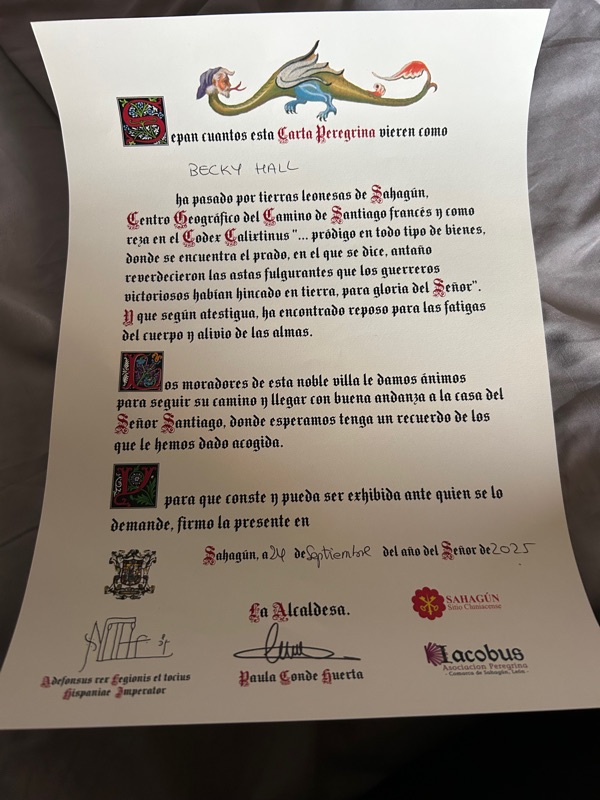 Sepan cuantos esta Carta Peregrina vieren como
BECKY HALL
ha pasado por tierras leonesas de Sahagún,
Centro Geográfico del Camino de Santiago francés y como
reza en el Codex Calixtinus "... pródigo en todo tipo de bienes,
donde se encuentra el prado, en el que se dice, antaño
reverdecieron las astas fulgurantes que los guerreros
victoriosos habían hincado en tierra, para gloria del Señor".
Y que según atestigua, ha encontrado reposo para las fatigas
del cuerpo y alivio de las almas.
Los moradores de esta noble villa le damos ánimos
para seguir su camino y llegar con buena andanza a la casa del
Señor Santiago, donde esperamos tenga un recuerdo de los
que le hemos dado acogida.
Y para que conste y pueda ser exhibida ante quien se lo
demande, firmo la presente en
Sahagún, a 24 de Septiembre del año del Señor de 2025
La Alcaldesa.
SAHAGÚN
Sitio Cluniacense
Adefonsus rex Legionis et tocius
Hispaniae Imperator
Paula Conde Huerta
Iacobus
Asociacion Peregrina
- Comarca de Sahagún, León -